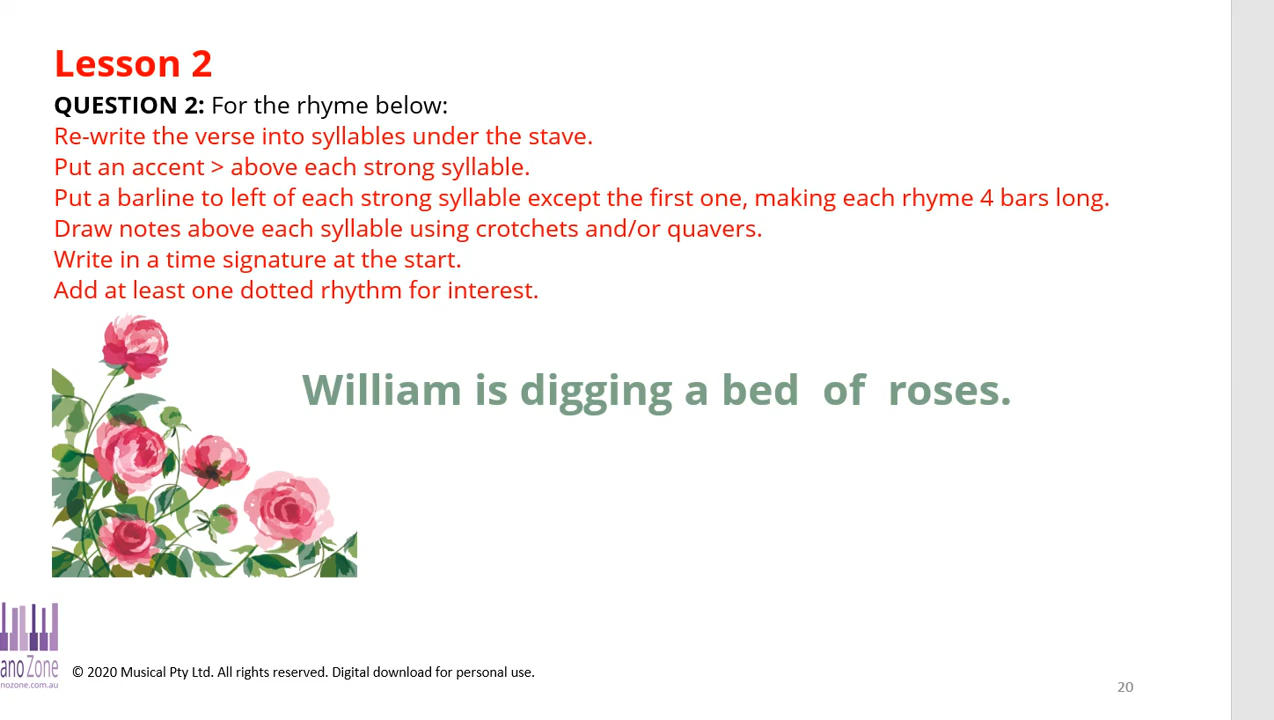 Lesson 2
QUESTION 2: For the rhyme below:
Re-write the verse into syllables under the stave.
Put an accent > above each strong syllable.
Put a barline to left of each strong syllable except the first one, making each rhyme 4 bars long.
Draw notes above each syllable using crotchets and/or quavers.
Write in a time signature at the start.
Add at least one dotted rhythm for interest.
William is digging a bed of roses.
ano Zone
nozone.com.au
© 2020 Musical Pty Ltd. All rights reserved. Digital download for personal use.
20